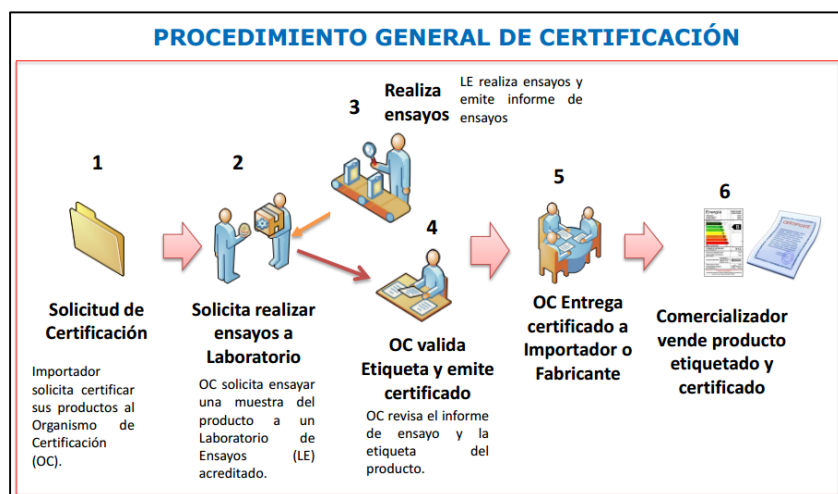 PROCEDIMIENTO GENERAL DE CERTIFICACIÓN
1
Solicitud de
Certificación
Importador
solicita certificar
sus productos al
Organismo de
Certificación
(OC).
2
Solicita realizar
ensayos a
Laboratorio
OC solicita ensayar
una muestra del
producto a un
Laboratorio de
Ensayos (LE)
acreditado.
3
Realiza
ensayos
LE realiza ensayos y
emite informe de
ensayos
4
OC valida
Etiqueta y emite
certificado
OC revisa el informe
de ensayo y la
etiqueta del
producto.
5
OC Entrega
certificado a
Importador o
Fabricante
6
Energía
B
Comercializador
vende producto
etiquetado y
certificado